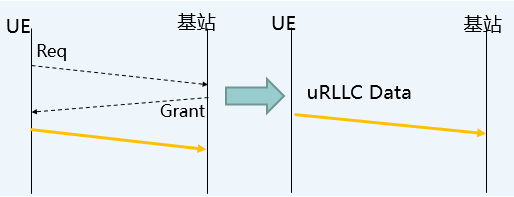 UE
基站
Req
Grant
UE
基站
uRLLC Data